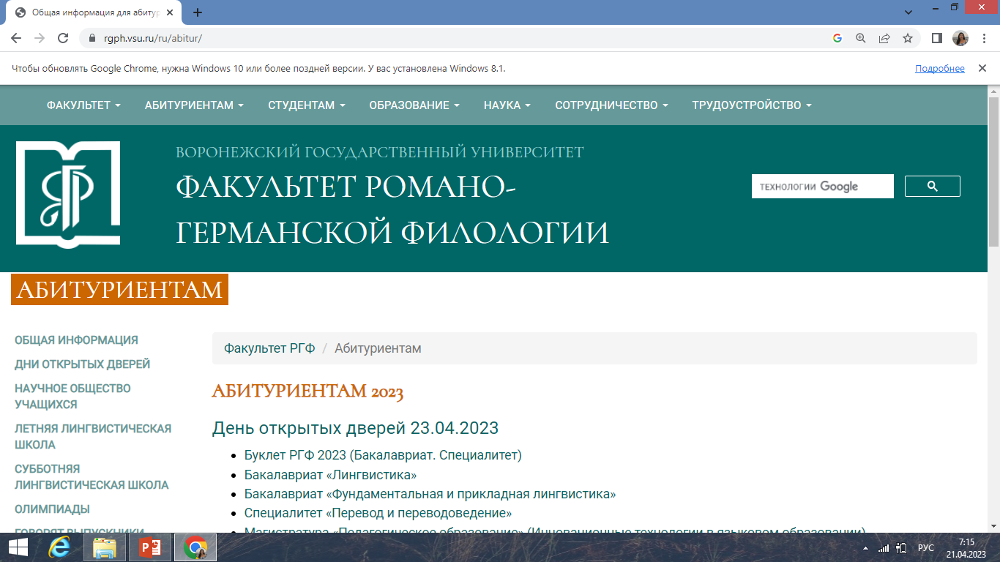 Общая информация для абитур
rgph.vsu.ru/ru/abitur/
Чтобы обновлять Google Chrome, нужна Windows 10 или более поздней версии. У вас установлена Windows 8.1.
Подробнее
ФАКУЛЬТЕТ АБИТУРИЕНТАМ СТУДЕНТАМ ОБРАЗОВАНИЕ НАУКА СОТРУДНИЧЕСТВО ТРУДОУСТРОЙСТВО
ВОРОНЕЖСКИЙ ГОСУДАРСТВЕННЫЙ УНИВЕРСИТЕТ
ФАКУЛЬТЕТ РОМАНО-
ГЕРМАНСКОЙ ФИЛОЛОГИИ
ТЕХНОЛОГИИ Google
АБИТУРИЕНТАМ
ОБЩАЯ ИНФОРМАЦИЯ
ДНИ ОТКРЫТЫХ ДВЕРЕЙ
НАУЧНОЕ ОБЩЕСТВО
УЧАЩИХСЯ
ЛЕТНЯЯ ЛИНГВИСТИЧЕСКАЯ
ШКОЛА
СУББОТНЯЯ
ЛИНГВИСТИЧЕСКАЯ ШКОЛА
ОЛИМПИАДЫ
ГОВОРЯТ ВЫПУСКНИКИ
Факультет РГФ / Абитуриентам
АБИТУРИЕНТАМ 2023
День открытых дверей 23.04.2023
Буклет РГФ 2023 (Бакалавриат. Специалитет)
Бакалавриат «Лингвистика»
Бакалавриат «Фундаментальная и прикладная лингвистика»
Специалитет «Перевод и переводоведение»
Магистратура «Педагогическое образование» (Инновационные технологии в языковом образовании)
РУС
7:15
21.04.2023